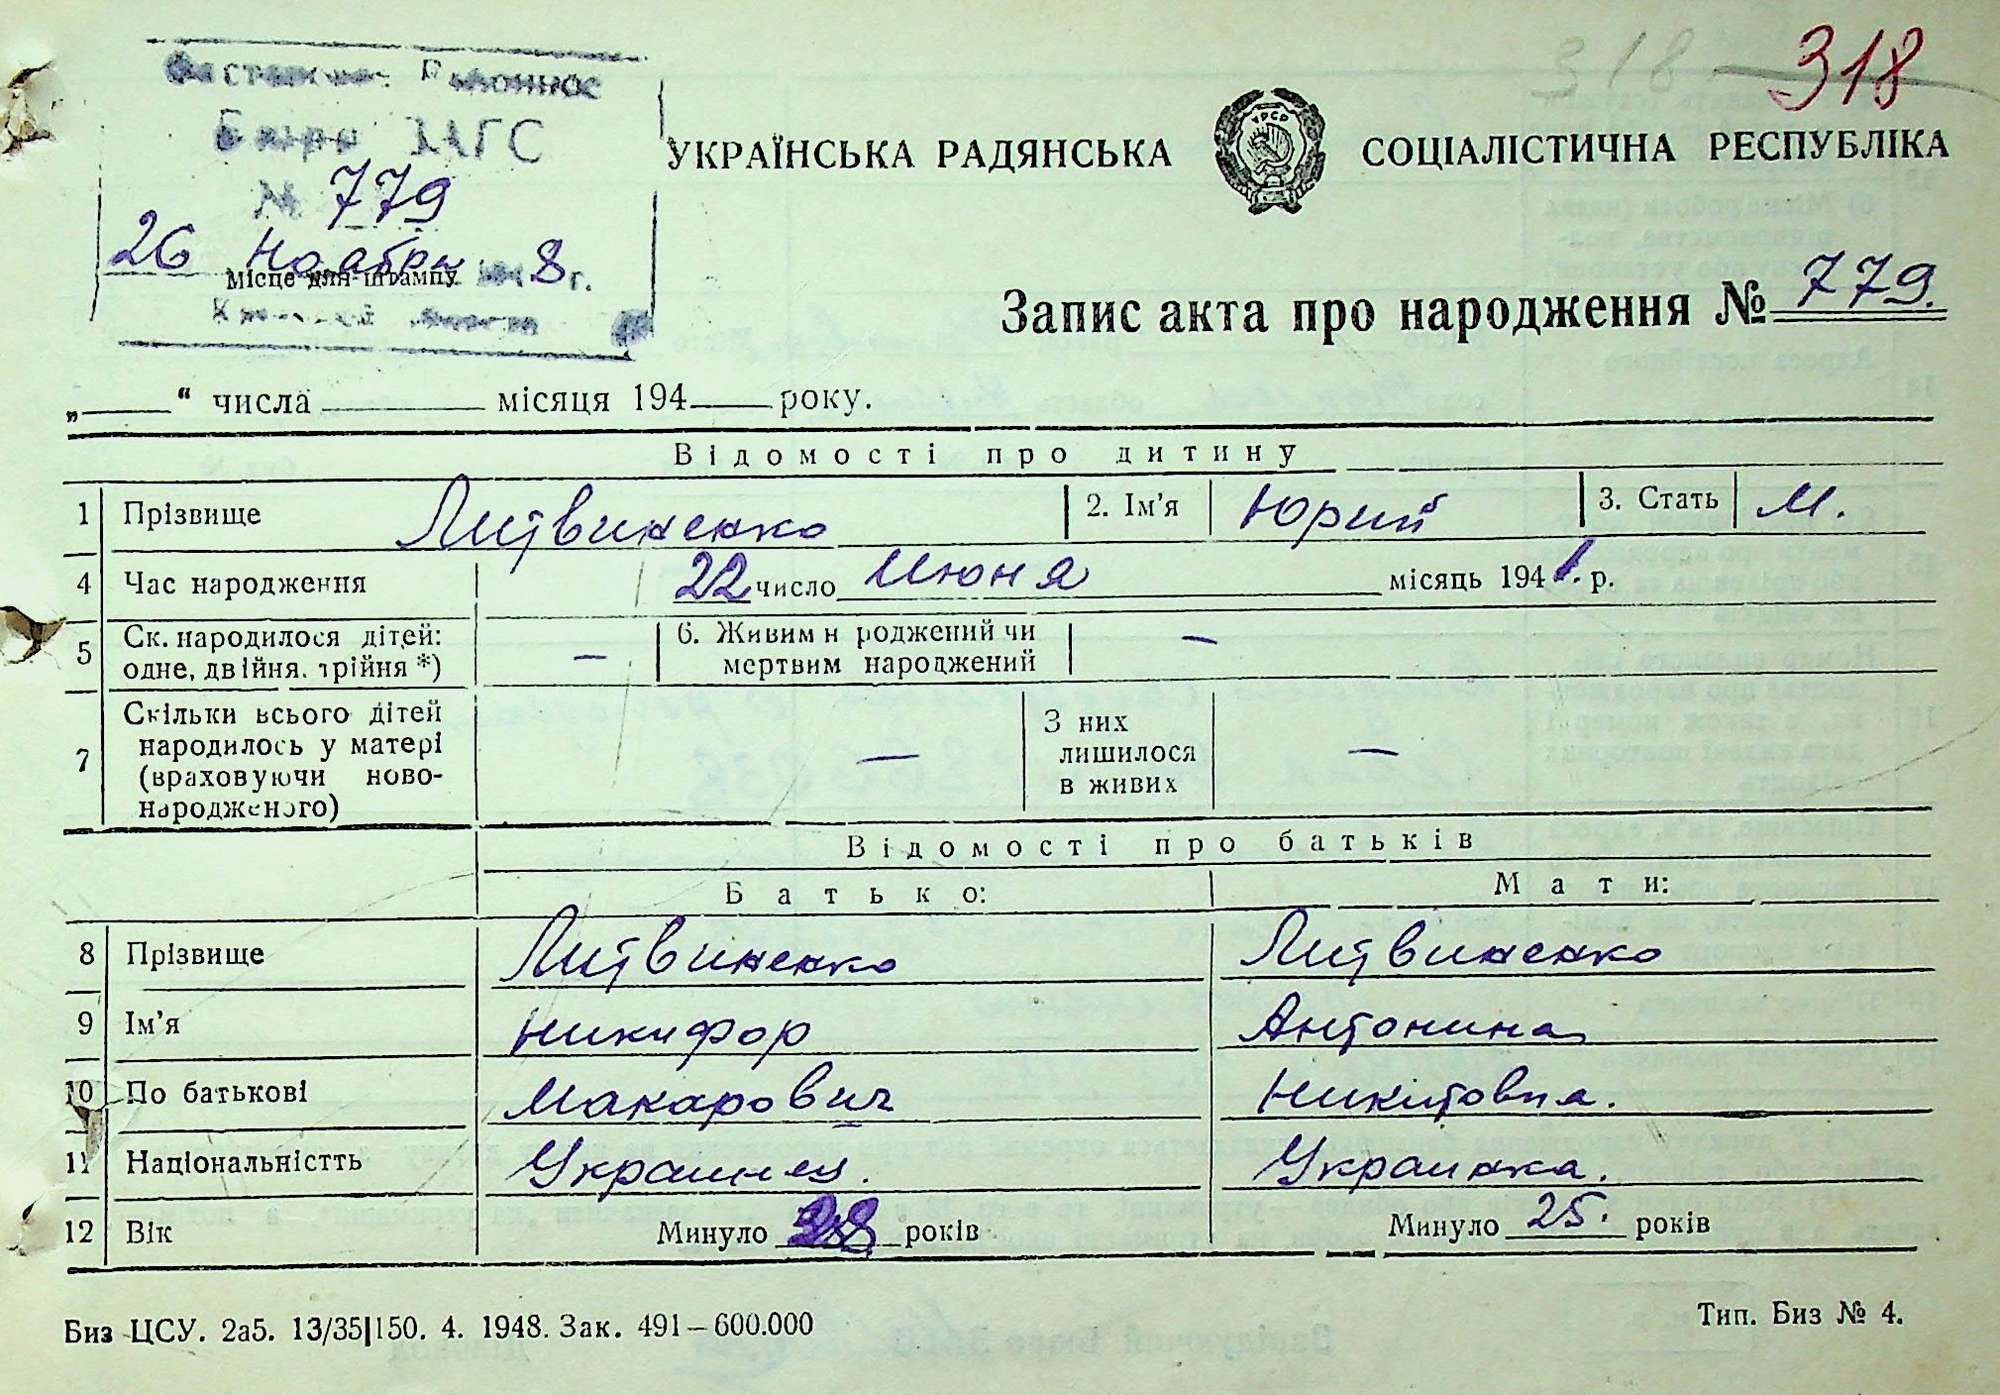 318 318
Бюро ЗАГС
№ 779
26 Ноября 8 г.
Місце для штампу
УКРАЇНСЬКА РАДЯНСЬКА СОЦІАЛІСТИЧНА РЕСПУБЛІКА
УРСР
Запис акта про народження № 779.
„ “ числа місяця 194 року.
Відомості про дитину
1 Прізвище Литвиненко 2. Ім'я Юрий 3. Стать М.
4 Час народження 22 число Июня місяць 1941. р.
5 Ск. народилося дітей: одне, двійня, трійня *) — 6. Живим н роджений чи мертвим народжений —
7 Скільки всього дітей народилось у матері (враховуючи новонародженого) — З них лишилося в живих —
Відомості про батьків
Батько: Мати:
8 Прізвище Литвиненко Литвиненко
9 Ім'я Никифор Антонина
10 По батькові Макарович Никитовна.
11 Національністть Украинец. Украинка.
12 Вік Минуло років Минуло 25. років
Биз ЦСУ. 2а5. 13/35|150. 4. 1948. Зак. 491—600.000 Тип. Биз № 4.